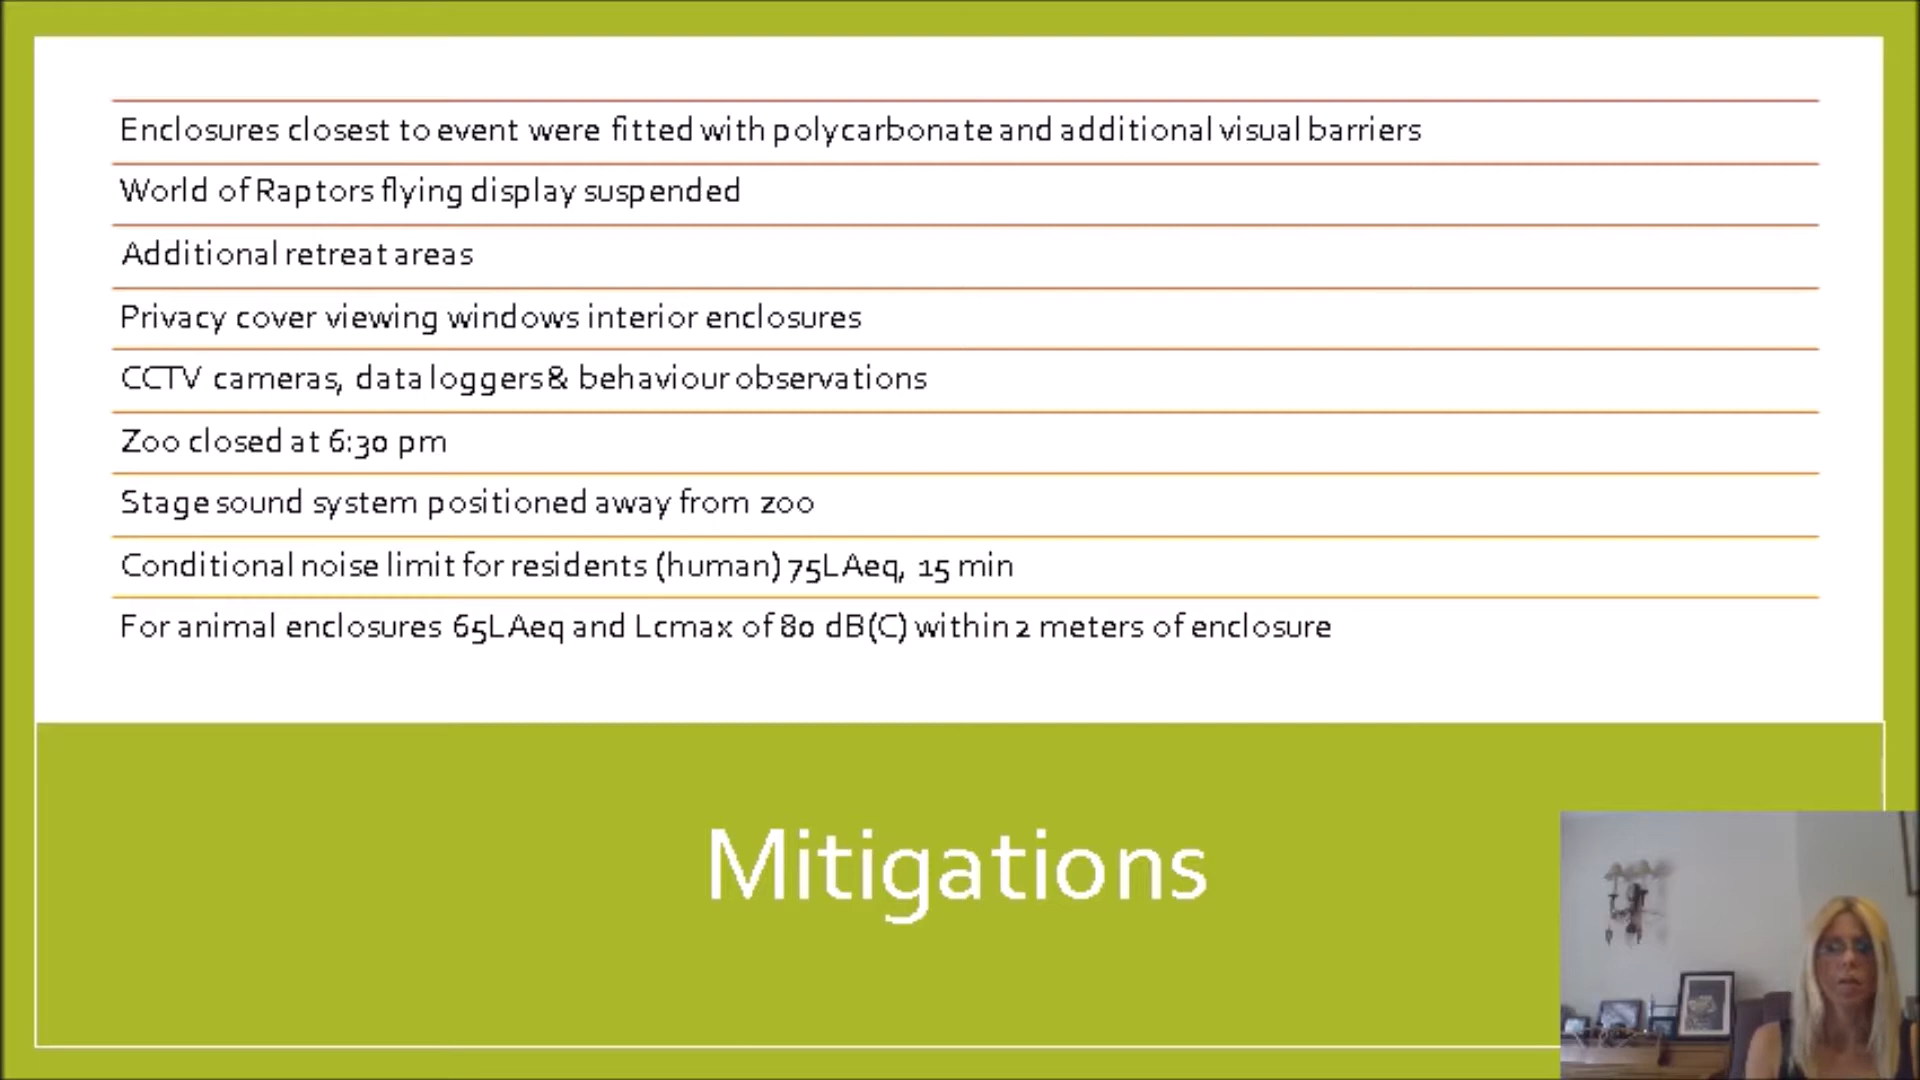 Enclosures closest to event were fitted with polycarbonate and additional visual barriers
World of Raptors flying display suspended
Additional retreat areas
Privacy cover viewing windows interior enclosures
CCTV cameras, data loggers & behaviour observations
Zoo closed at 6:30 pm
Stage sound system positioned away from zoo
Conditional noise limit for residents (human) 75LAeq, 15 min
For animal enclosures 65LAeq and Lcmax of 80 dB(C) within 2 meters of enclosure
Mitigations